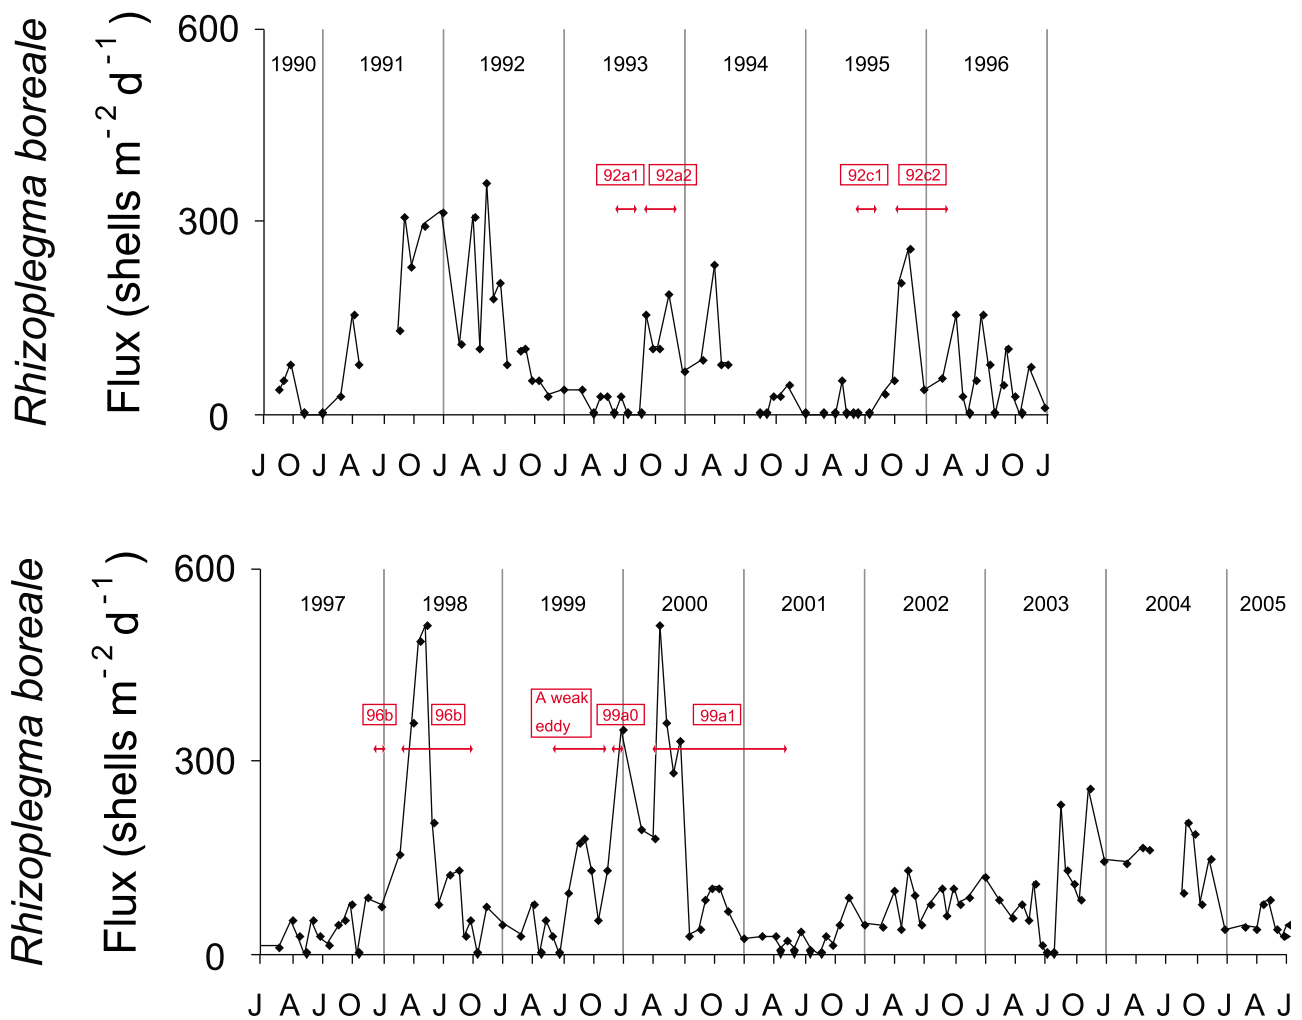 Rhizoplegma boreale
Flux (shells m-2 d-1)
600
300
0
1990 1991 1992 1993 1994 1995 1996
92a1 92a2 92c1 92c2
J O J A J O J A J O J A J O J A J O J A J O J A J O J
Rhizoplegma boreale
Flux (shells m-2 d-1)
600
300
0
1997 1998 1999 2000 2001 2002 2003 2004 2005
A weak
eddy
96b 96b 99a0 99a1
J A J O J A J O J A J O J A J O J A J O J A J O J A J O J A J O J A J